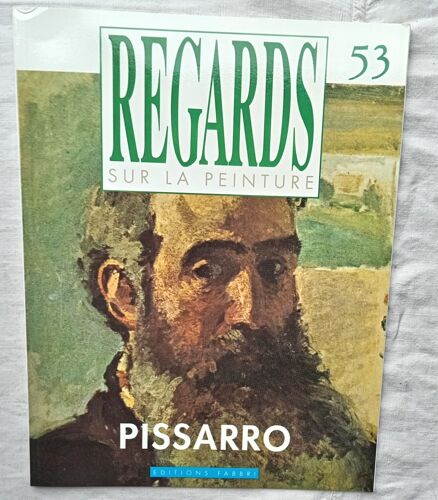 REGARDS
53
SUR LA PEINTURE
PISSARRO
EDITIONS FABBRI